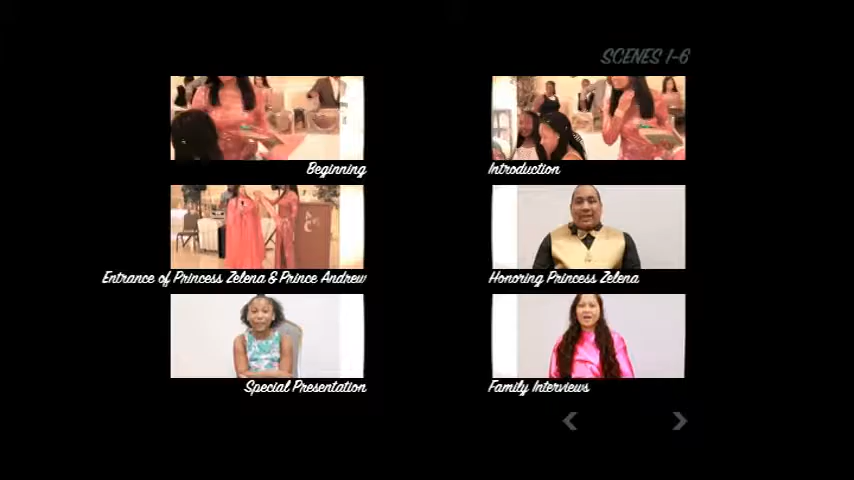 SCENES 1-6
Beginning
Introduction
Entrance of Princess Zelena & Prince Andrew
Honoring Princess Zelena
Special Presentation
Family Interviews